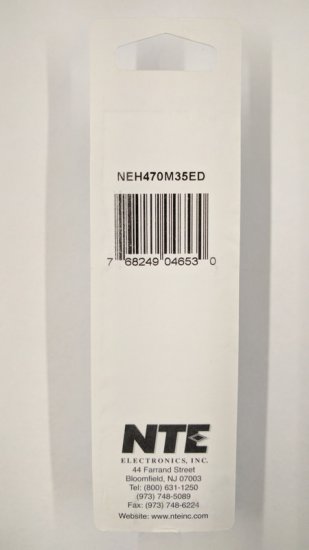 NEH470M35ED
7 68249 04653 0
NTE
ELECTRONICS, INC.
44 Farrand Street
Bloomfield, NJ 07003
Tel: (800) 631-1250
(973) 748-5089
Fax: (973) 748-6224
Website: www.nteinc.com